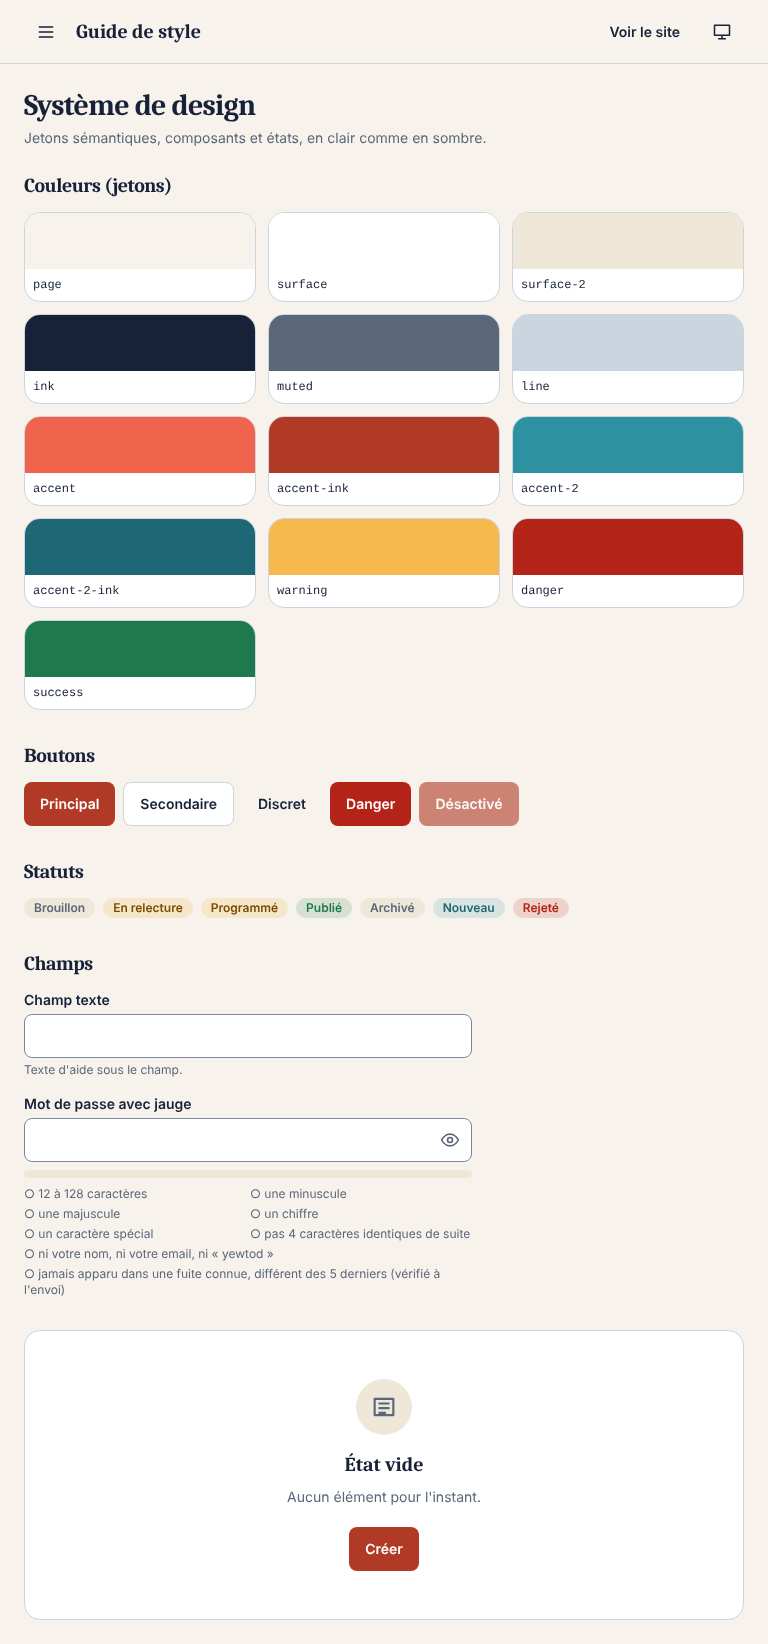 Guide de style
Voir le site
Système de design
Jetons sémantiques, composants et états, en clair comme en sombre.
Couleurs (jetons)
page
surface
surface-2
ink
muted
line
accent
accent-ink
accent-2
accent-2-ink
warning
danger
success
Boutons
Principal
Secondaire
Discret
Danger
Désactivé
Statuts
Brouillon
En relecture
Programmé
Publié
Archivé
Nouveau
Rejeté
Champs
Champ texte
Texte d'aide sous le champ.
Mot de passe avec jauge
12 à 128 caractères
une minuscule
une majuscule
un chiffre
un caractère spécial
pas 4 caractères identiques de suite
ni votre nom, ni votre email, ni « yewtod »
jamais apparu dans une fuite connue, différent des 5 derniers (vérifié à
l'envoi)
État vide
Aucun élément pour l'instant.
Créer